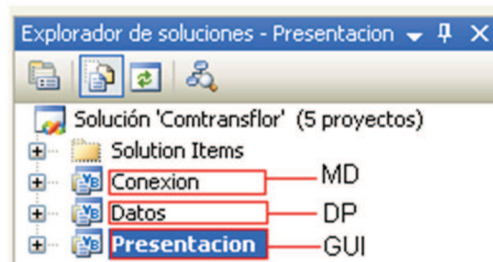 Explorador de soluciones - Presentacion
Solución 'Comtransflor' (5 proyectos)
Solution Items
Conexion MD
Datos DP
Presentacion GUI